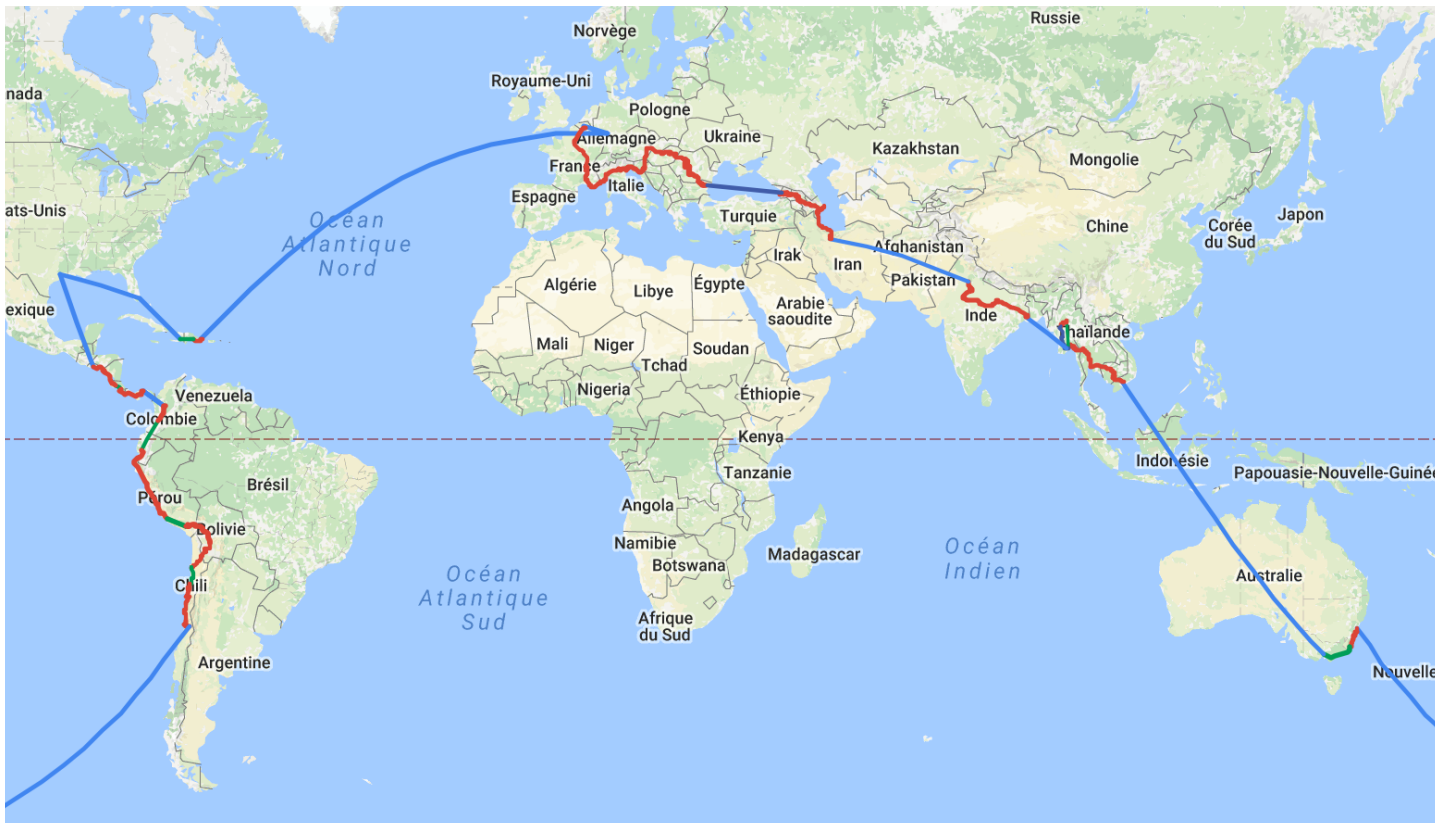 Russie
Norvège
Royaume-Uni
nada
Pologne
Allemagne
Ukraine
Kazakhstan
Mongolie
France
Italie
Espagne
ats-Unis
Océan
Atlantique
Nord
Turquie
Chine
Corée
du Sud
Japon
Afghanistan
Irak
Iran
Pakistan
Algérie
Libye
Égypte
Arabie
saoudite
Inde
exique
haïlande
Mali
Niger
Soudan
Tchad
Nigeria
Éthiopie
Venezuela
Colombie
Kenya
Indonésie
Papouasie-Nouvelle-Guinée
Tanzanie
Brésil
Pérou
Angola
Bolivie
Namibie
Botswana
Madagascar
Océan
Indien
Océan
Atlantique
Sud
Chili
Australie
Afrique
du Sud
Argentine
Nouvelle